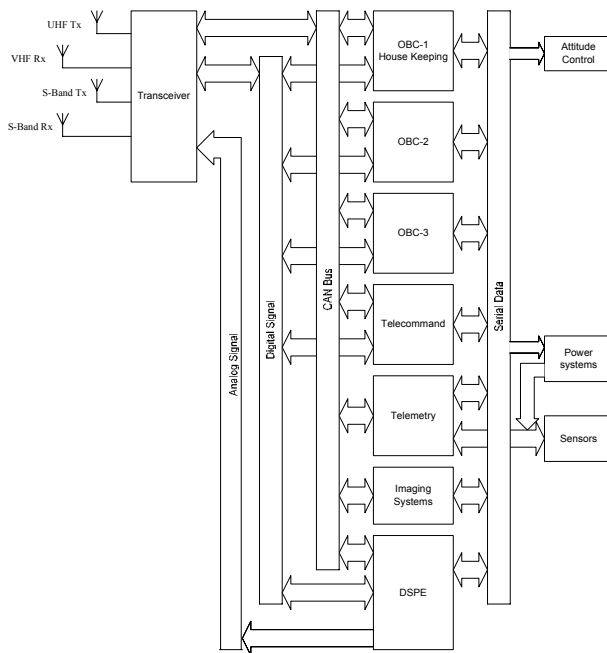 UHF Tx
VHF Rx
S-Band Tx
S-Band Rx
Transceiver
Analog Signal
Digital Signal
CAN Bus
OBC-1
House Keeping
OBC-2
OBC-3
Telecommand
Telemetry
Imaging
Systems
DSPE
Serial Data
Attitude
Control
Power
systems
Sensors